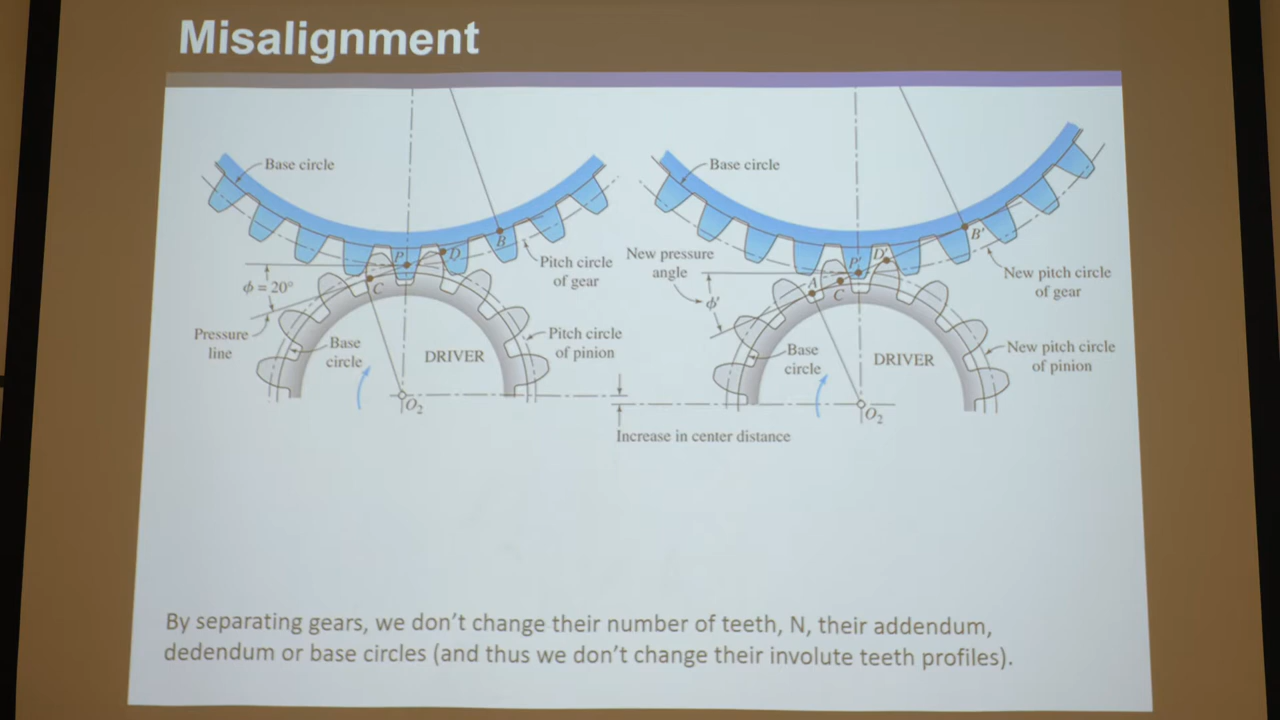 Misalignment
Base circle
P
D
B
C
ϕ = 20°
Pressure
line
Base
circle
DRIVER
O₂
Pitch circle
of gear
Pitch circle
of pinion
Increase in center distance
Base circle
New pressure
angle
ϕ′
P′
D′
B′
A
C
Base
circle
DRIVER
O₂
New pitch circle
of gear
New pitch circle
of pinion
By separating gears, we don't change their number of teeth, N, their addendum,
dedendum or base circles (and thus we don't change their involute teeth profiles).